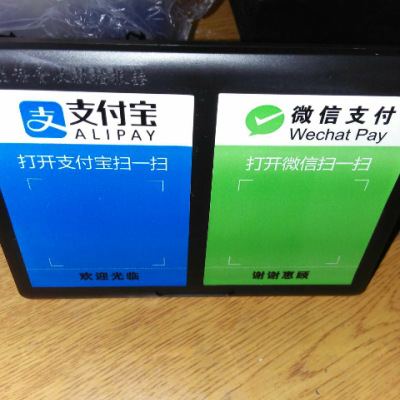 支付宝
ALIPAY
打开支付宝扫一扫
欢迎光临
微信支付
Wechat Pay
打开微信扫一扫
谢谢惠顾